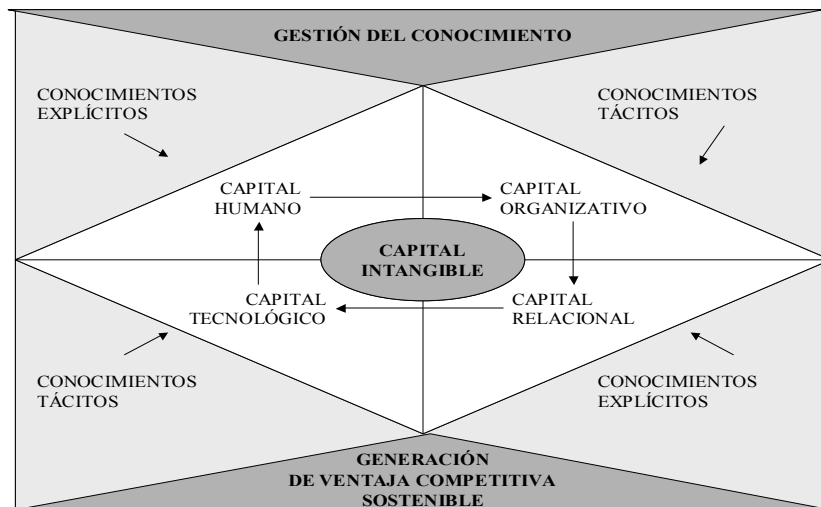 GESTIÓN DEL CONOCIMIENTO
CONOCIMIENTOS
EXPLÍCITOS
CONOCIMIENTOS
TÁCITOS
CAPITAL
HUMANO
CAPITAL
ORGANIZATIVO
CAPITAL
INTANGIBLE
CAPITAL
TECNOLÓGICO
CAPITAL
RELACIONAL
CONOCIMIENTOS
TÁCITOS
CONOCIMIENTOS
EXPLÍCITOS
GENERACIÓN
DE VENTAJA COMPETITIVA
SOSTENIBLE